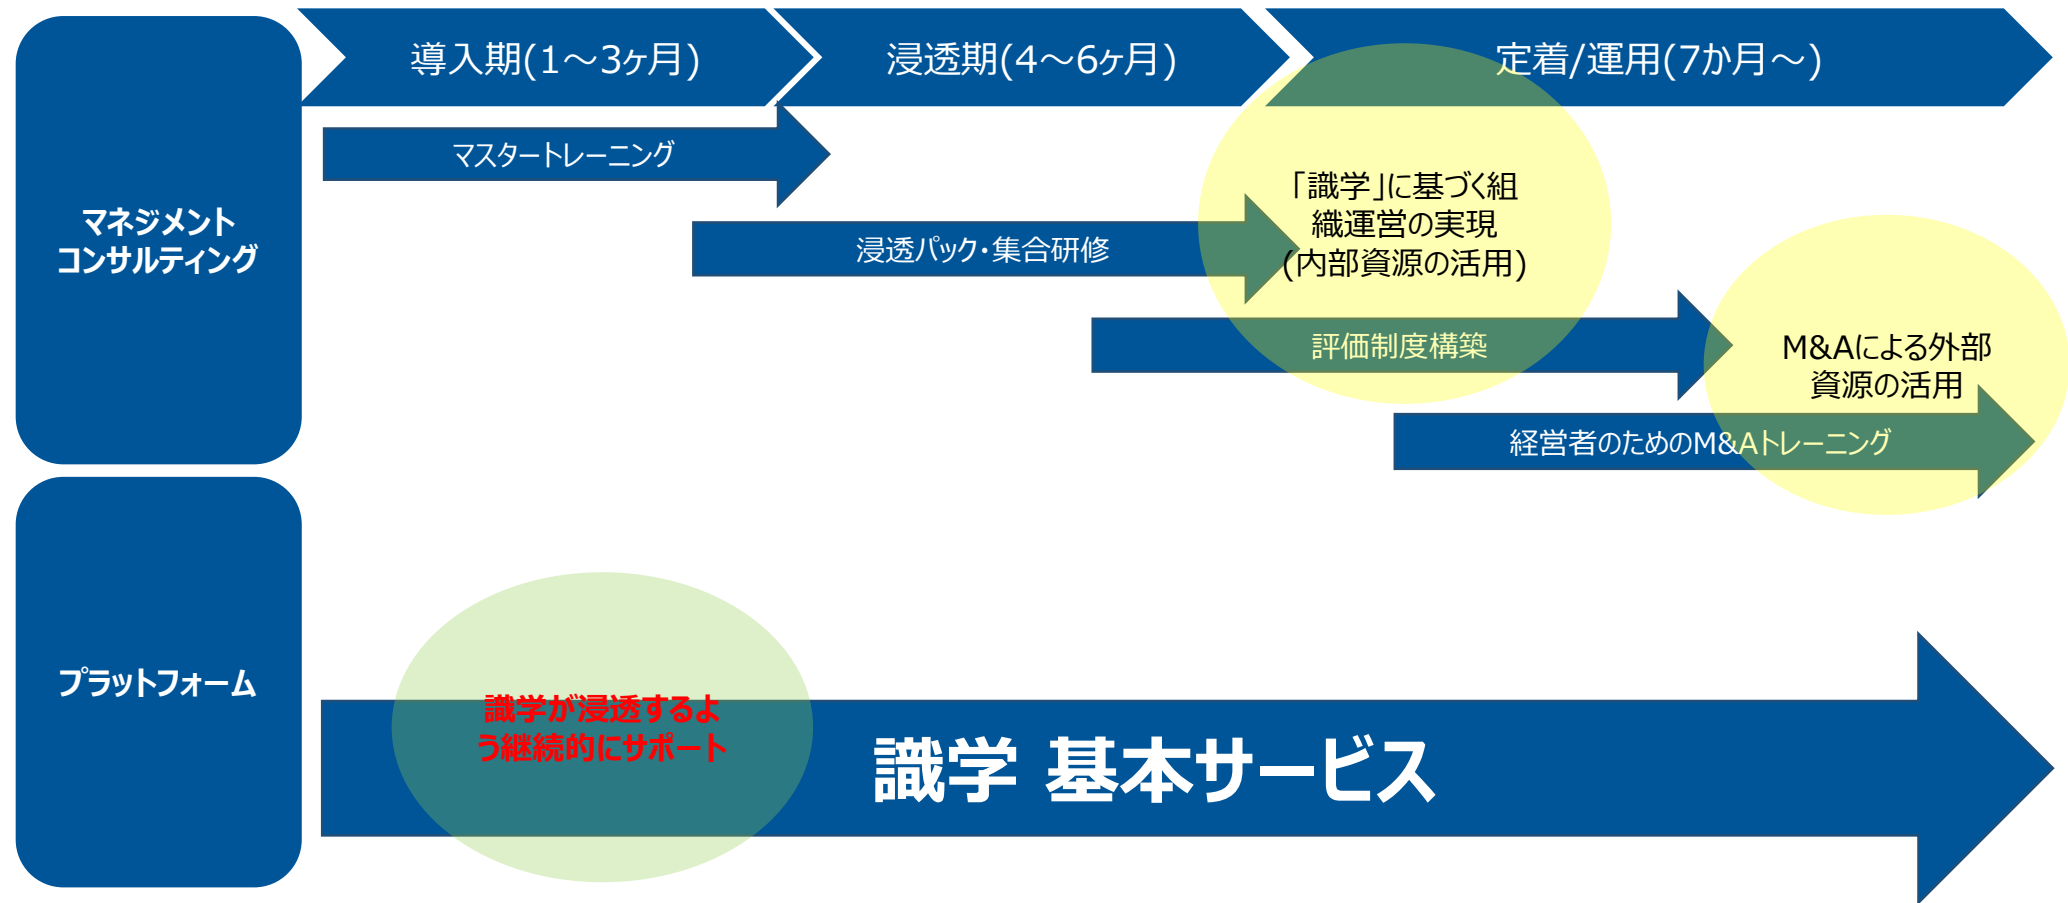 導入期(1～3ヶ月)
浸透期(4～6ヶ月)
定着/運用(7か月～)
マネジメント
コンサルティング
マスタートレーニング
浸透パック・集合研修
「識学」に基づく組
織運営の実現
(内部資源の活用)
評価制度構築
M&Aによる外部
資源の活用
経営者のためのM&Aトレーニング
プラットフォーム
識学が浸透するよ
う継続的にサポート
識学 基本サービス